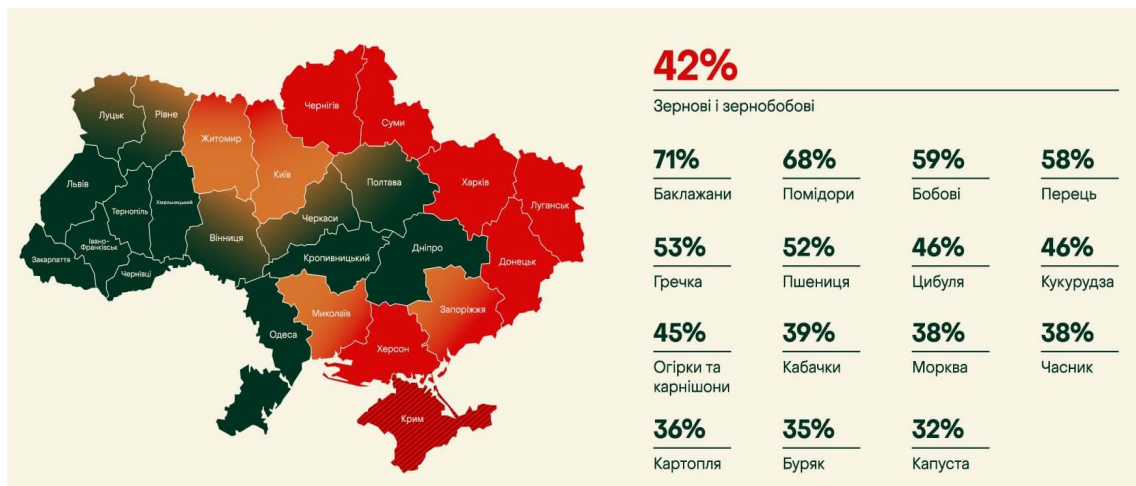 Чернігів
Суми
Луцьк
Рівне
Житомир
Київ
Львів
Тернопіль
Хмельницький
Вінниця
Черкаси
Полтава
Харків
Луганськ
Івано-
Франківськ
Закарпаття
Чернівці
Кропивницький
Дніпро
Донецьк
Одеса
Миколаїв
Запоріжжя
Херсон
Крим
42%
Зернові і зернобобові
71% 68% 59% 58%
Баклажани Помідори Бобові Перець
53% 52% 46% 46%
Гречка Пшениця Цибуля Кукурудза
45% 39% 38% 38%
Огірки та Кабачки Морква Часник
карнішони
36% 35% 32%
Картопля Буряк Капуста